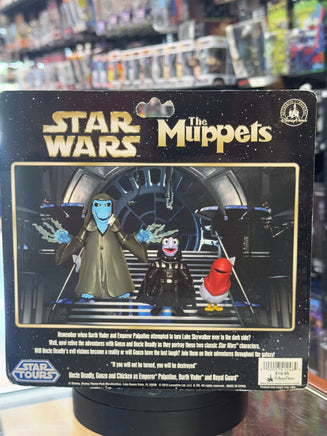 STAR
WARS
The
Muppets
Disney Parks
Remember when Darth Vader and Emperor Palpatine attempted to turn Luke Skywalker over to the dark side?
Well, now relive the adventures with Gonzo and Uncle Deadly as they portray these two classic Star Wars characters.
Will Uncle Deadly's evil visions become a reality or will Gonzo have the last laugh? Join them on their adventures throughout the galaxy!
"If you will not be turned, you will be destroyed"
Uncle Deadly, Gonzo and Chicken as Emperor Palpatine, Darth Vader and Royal Guard
STAR
TOURS